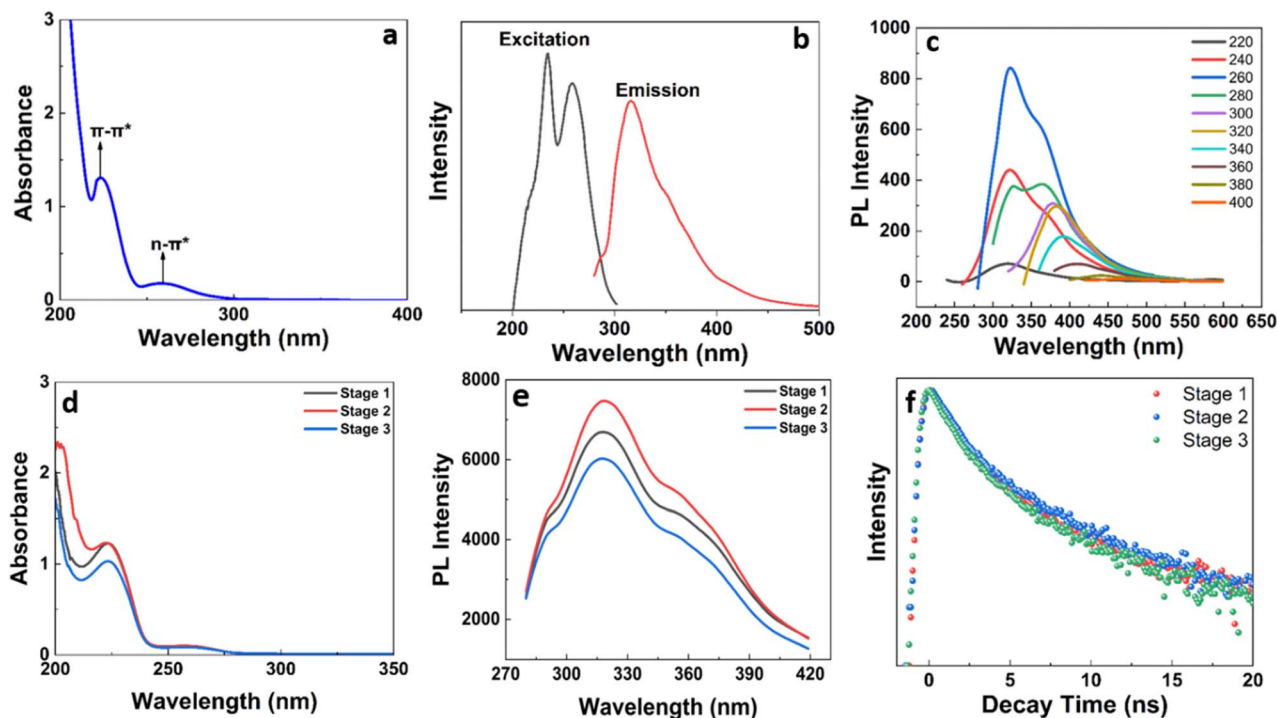 a
3
2
1
0
200
300
400
Absorbance
Wavelength (nm)
π-π*
n-π*
b
Excitation
Emission
Intensity
200
300
400
500
Wavelength (nm)
c
1000
800
600
400
200
0
PL Intensity
200 250 300 350 400 450 500 550 600 650
Wavelength (nm)
220
240
260
280
300
320
340
360
380
400
d
3
2
1
0
Absorbance
200
250
300
350
Wavelength (nm)
Stage 1
Stage 2
Stage 3
e
8000
6000
4000
2000
PL Intensity
270 300 330 360 390 420
Wavelength (nm)
Stage 1
Stage 2
Stage 3
f
Intensity
0 5 10 15 20
Decay Time (ns)
Stage 1
Stage 2
Stage 3